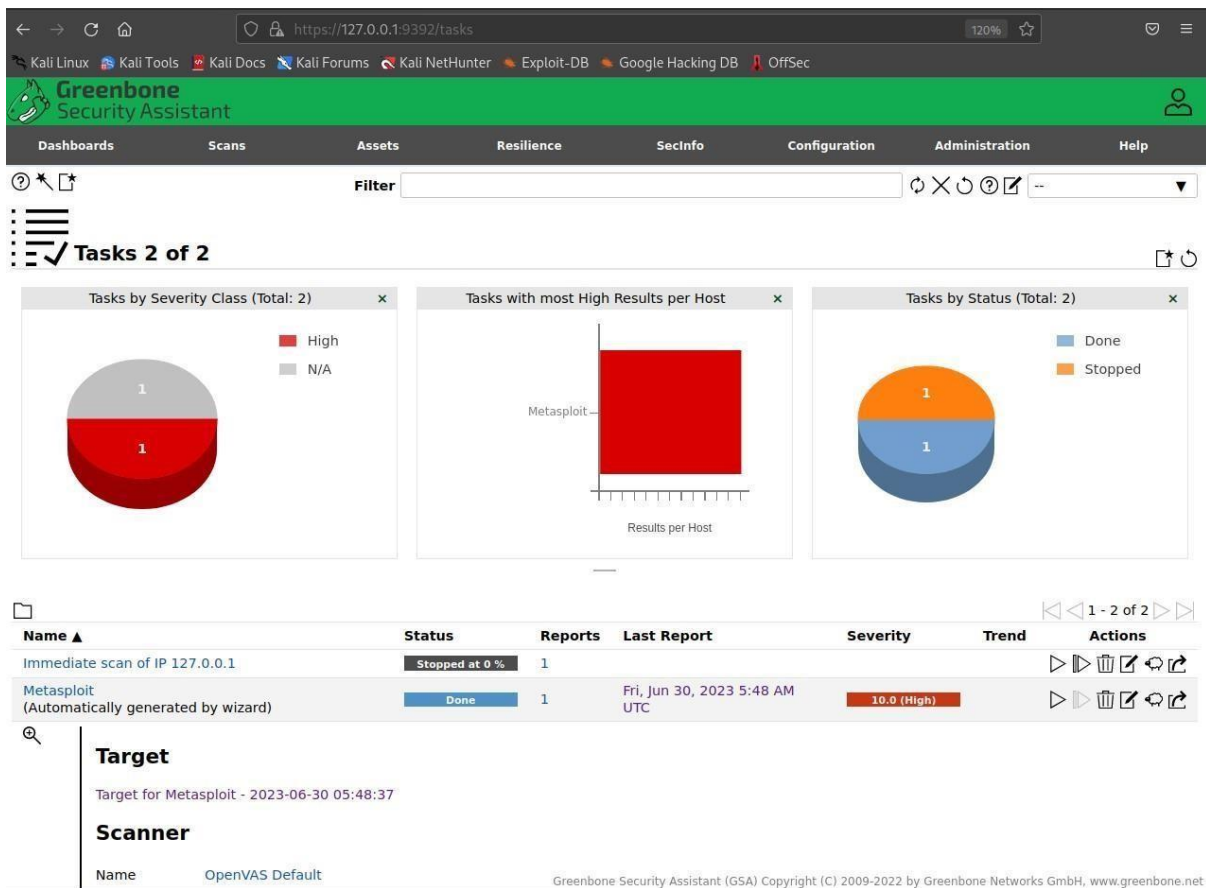 https://127.0.0.1:9392/tasks 120%
Kali Linux Kali Tools Kali Docs Kali Forums Kali NetHunter Exploit-DB Google Hacking DB OffSec
Greenbone
Security Assistant
Dashboards Scans Assets Resilience SecInfo Configuration Administration Help
Filter --
Tasks 2 of 2
Tasks by Severity Class (Total: 2) × Tasks with most High Results per Host × Tasks by Status (Total: 2) ×
High
N/A
1
1
Metasploit
Results per Host
Done
Stopped
1
1
1 - 2 of 2
Name ▲ Status Reports Last Report Severity Trend Actions
Immediate scan of IP 127.0.0.1 Stopped at 0 % 1
Metasploit
(Automatically generated by wizard) Done 1 Fri, Jun 30, 2023 5:48 AM
UTC 10.0 (High)
Target
Target for Metasploit - 2023-06-30 05:48:37
Scanner
Name OpenVAS Default
Greenbone Security Assistant (GSA) Copyright (C) 2009-2022 by Greenbone Networks GmbH, www.greenbone.net